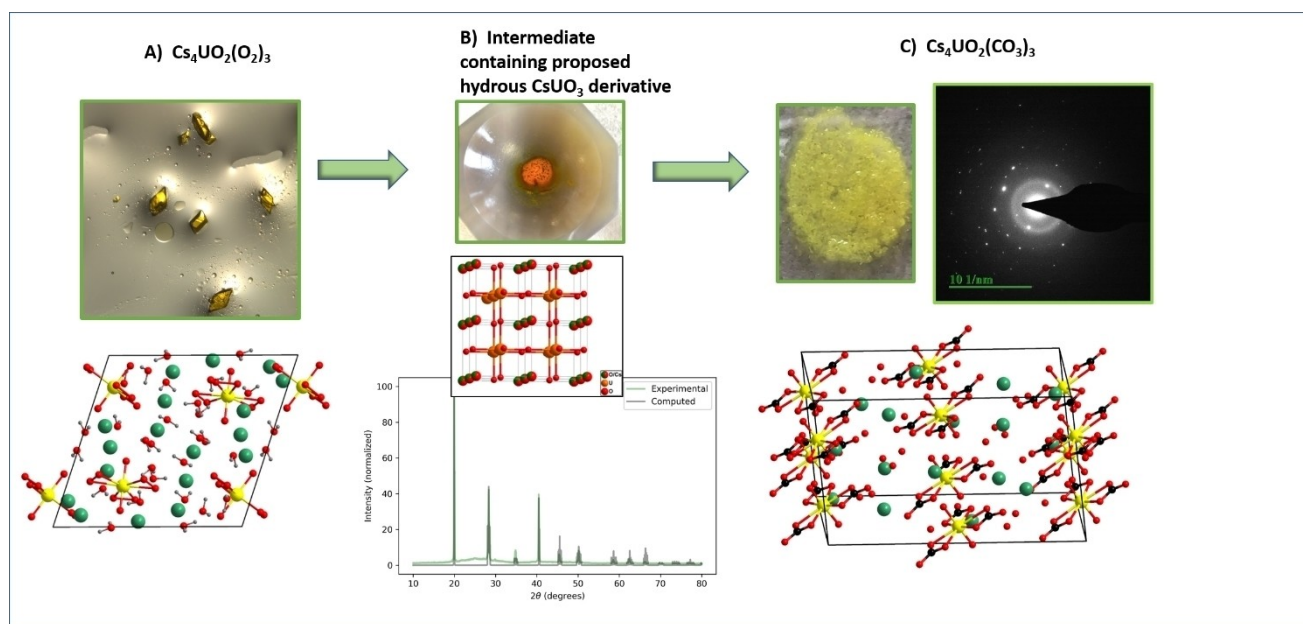 A) Cs₄UO₂(O₂)₃
B) Intermediate
containing proposed
hydrous CsUO₃ derivative
C) Cs₄UO₂(CO₃)₃
10 1/nm
O/Cs
U
O
Experimental
Computed
100
80
60
40
20
0
Intensity (normalized)
10 20 30 40 50 60 70 80
2θ (degrees)